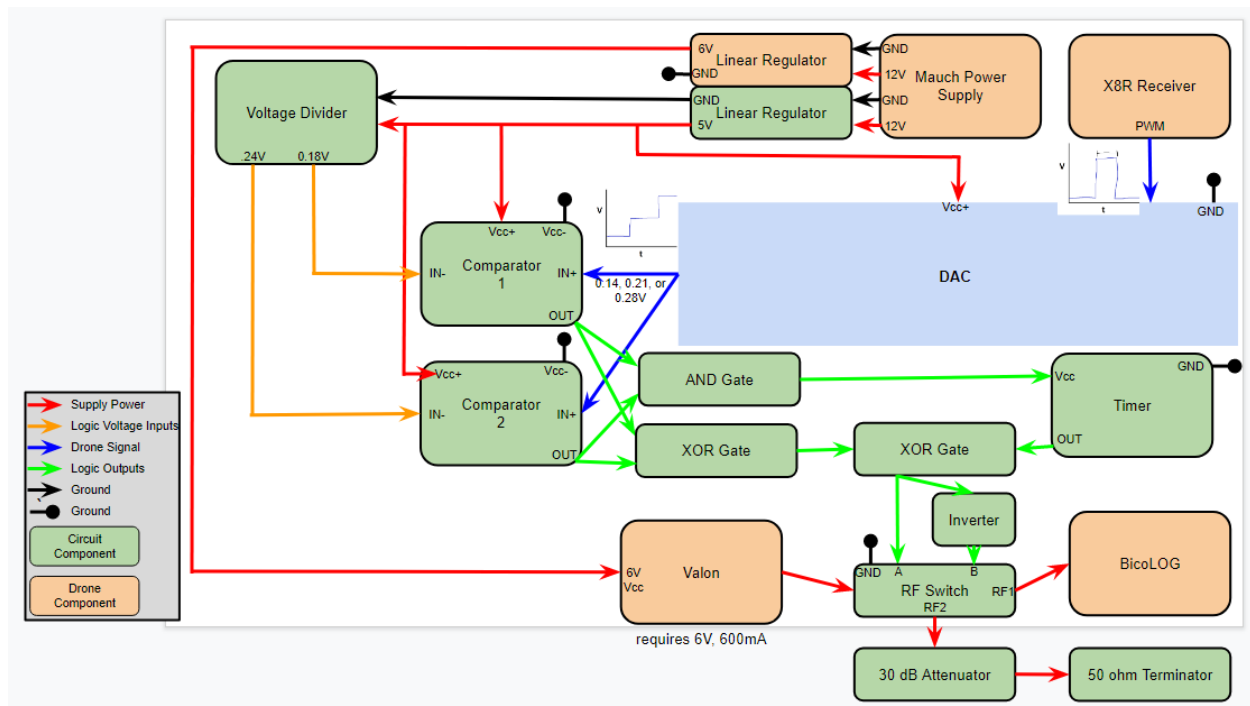 6V
Linear Regulator
GND
GND
12V
Mauch Power
Supply
GND
12V
X8R Receiver
PWM
Voltage Divider
.24V
0.18V
GND
Linear Regulator
5V
v
t
v
t
Vcc+
GND
DAC
Vcc+
Vcc-
IN-
Comparator
1
IN+
OUT
0.14, 0.21, or
0.28V
Vcc+
Vcc-
IN-
Comparator
2
IN+
OUT
AND Gate
XOR Gate
XOR Gate
Vcc
GND
Timer
OUT
Inverter
Supply Power
Logic Voltage Inputs
Drone Signal
Logic Outputs
Ground
Ground
Circuit
Component
Drone
Component
6V
Vcc
Valon
requires 6V, 600mA
GND
A
B
RF Switch
RF1
RF2
BicoLOG
30 dB Attenuator
50 ohm Terminator